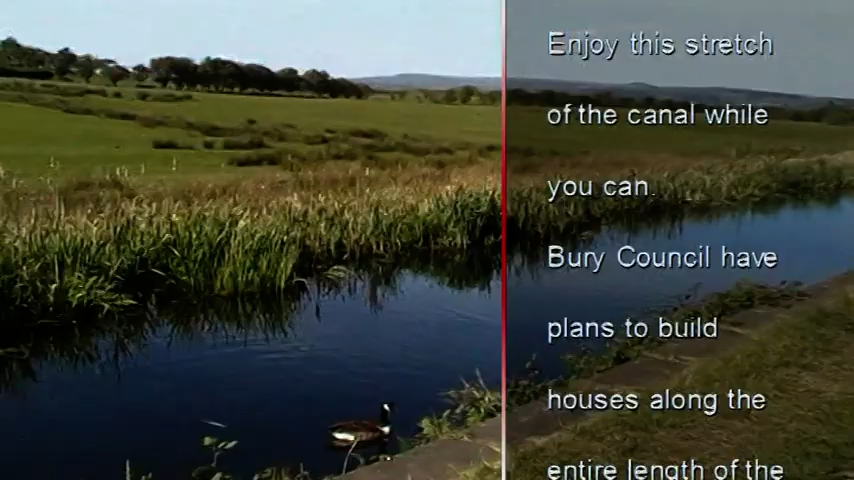 Enjoy this stretch
of the canal while
you can.
Bury Council have
plans to build
houses along the
entire length of the